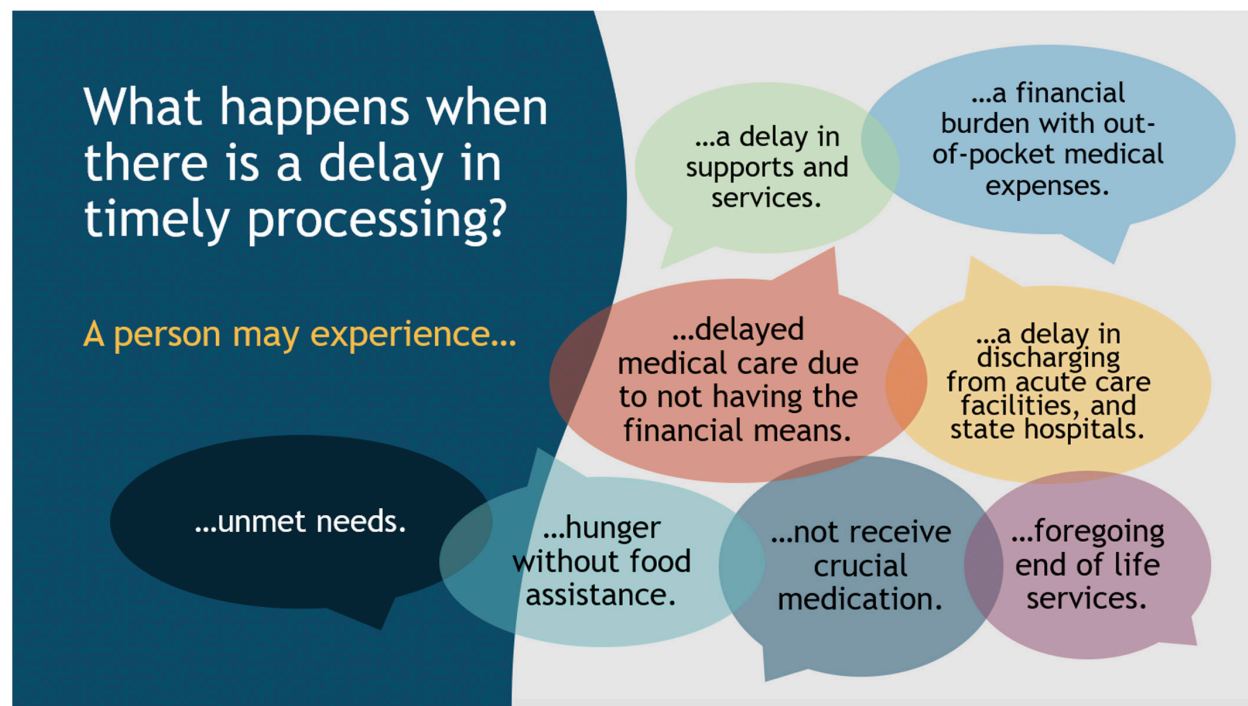 What happens when
there is a delay in
timely processing?
A person may experience…
…a delay in
supports and
services.
…a financial
burden with out-
of-pocket medical
expenses.
…delayed
medical care due
to not having the
financial means.
…a delay in
discharging
from acute care
facilities, and
state hospitals.
…unmet needs.
…hunger
without food
assistance.
…not receive
crucial
medication.
…foregoing
end of life
services.